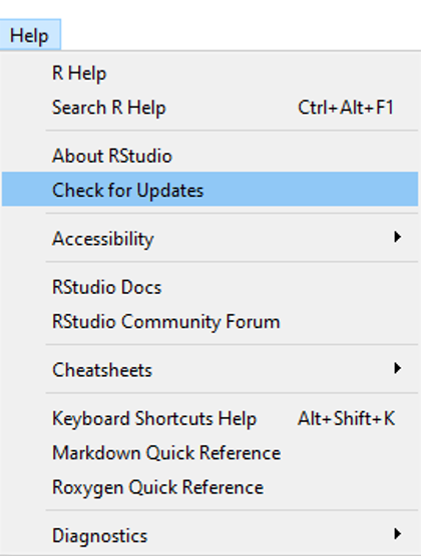 Help
R Help
Search R Help Ctrl+Alt+F1
About RStudio
Check for Updates
Accessibility
RStudio Docs
RStudio Community Forum
Cheatsheets
Keyboard Shortcuts Help Alt+Shift+K
Markdown Quick Reference
Roxygen Quick Reference
Diagnostics